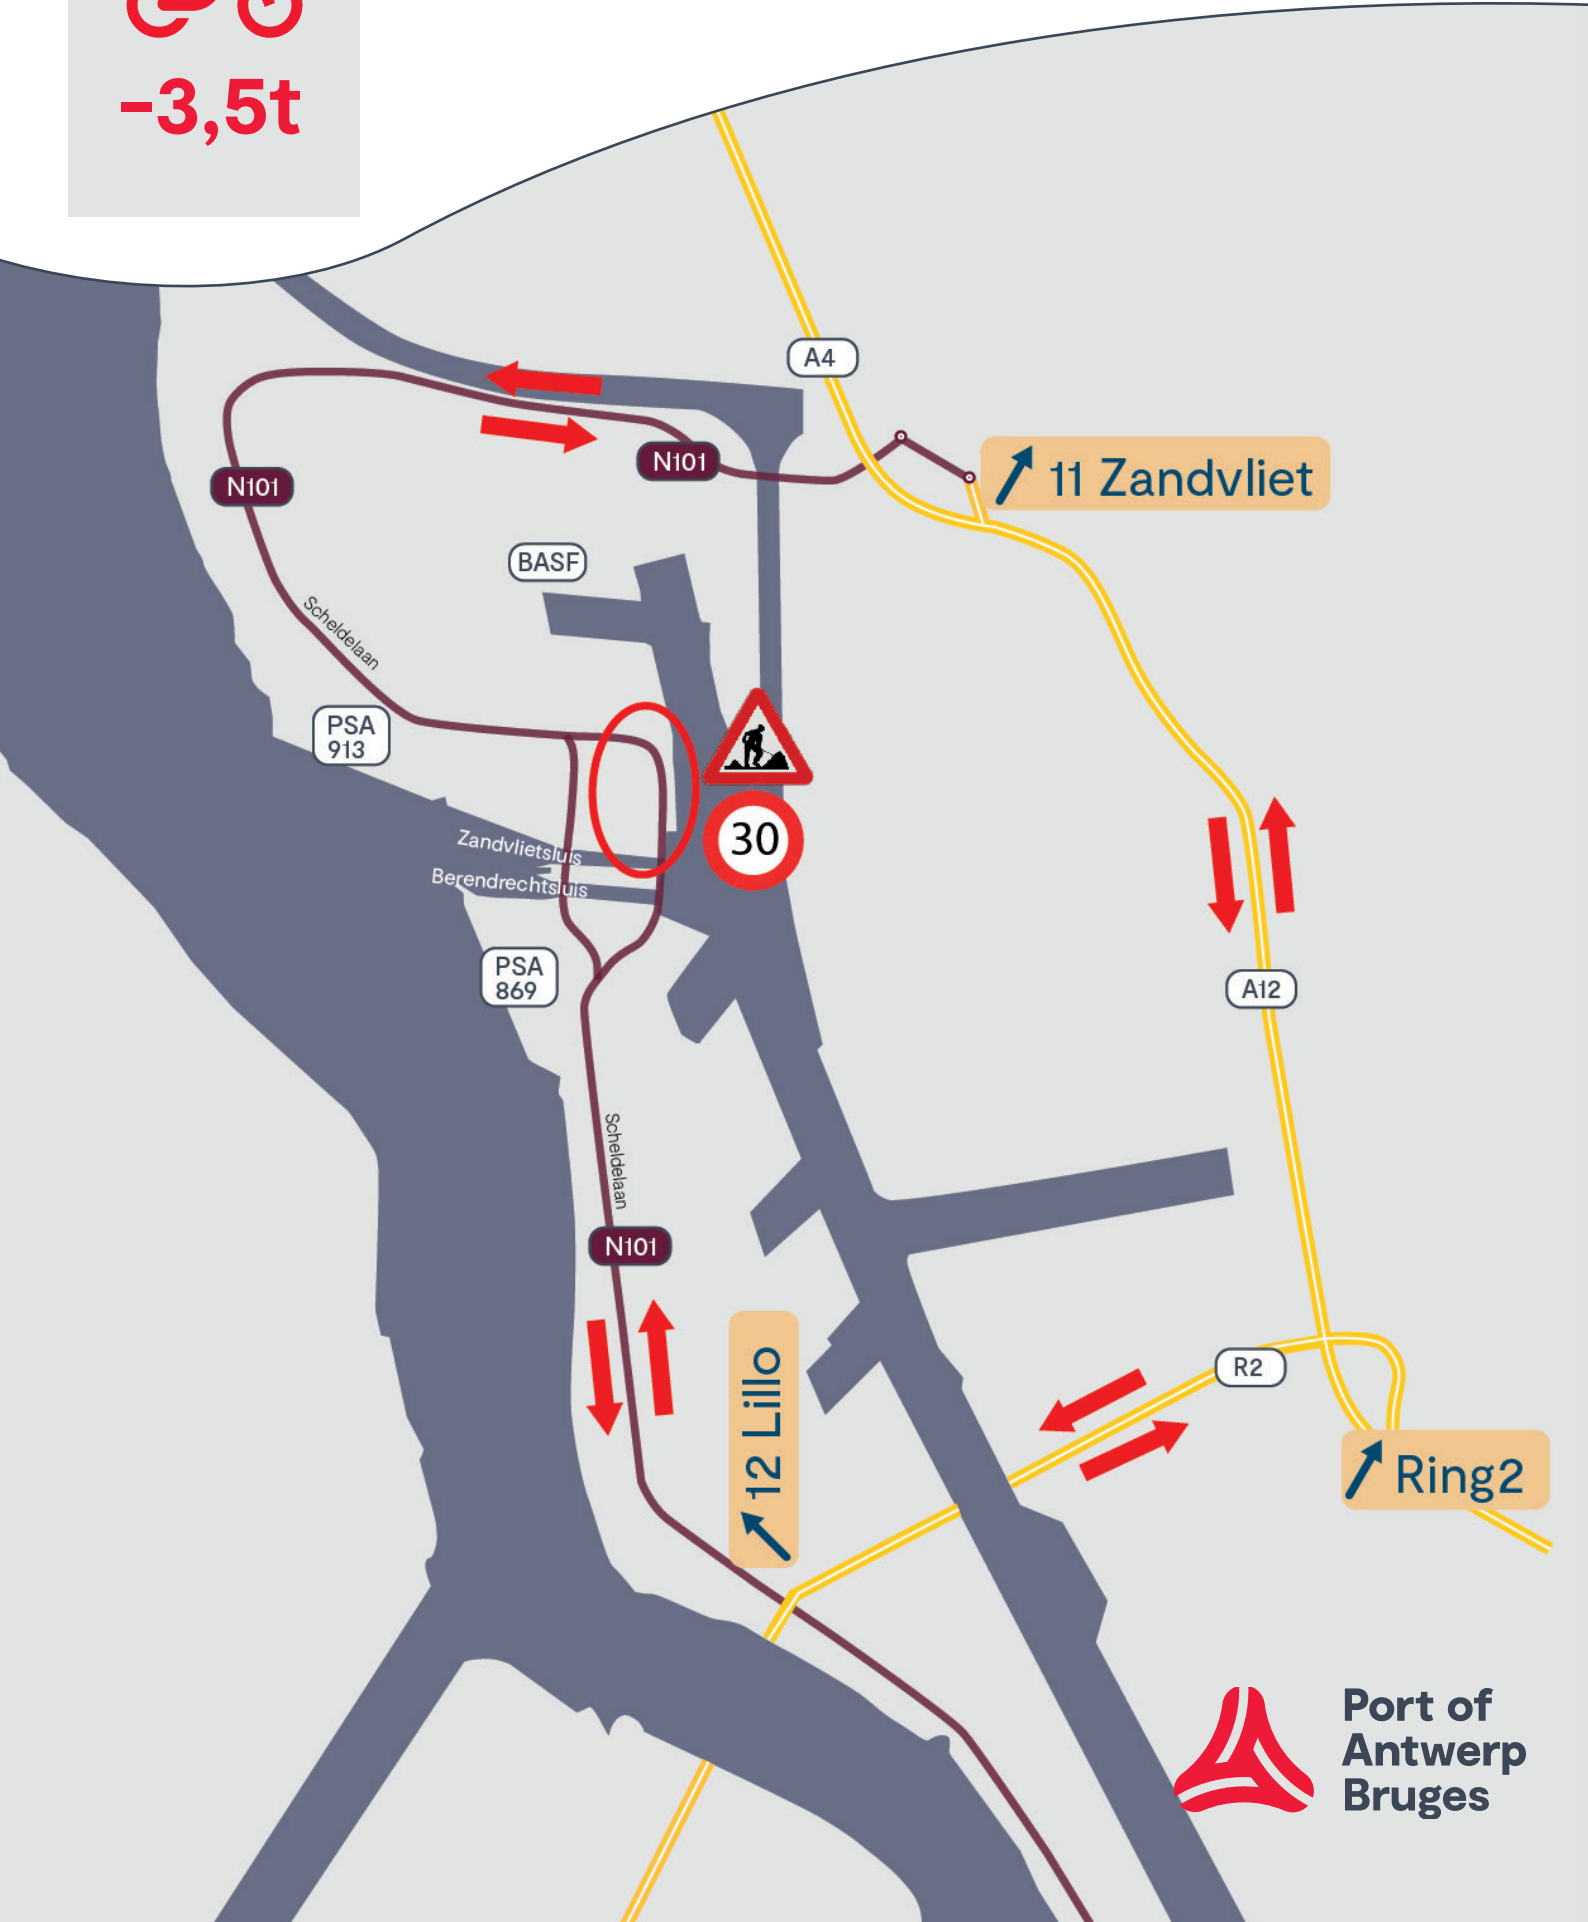 -3,5t
A4
N101
11 Zandvliet
N101
BASF
Scheldelaan
PSA
913
30
Zandvlietsluis
Berendrechtsluis
PSA
869
A12
Scheldelaan
N101
12 Lillo
R2
Ring2
Port of
Antwerp
Bruges